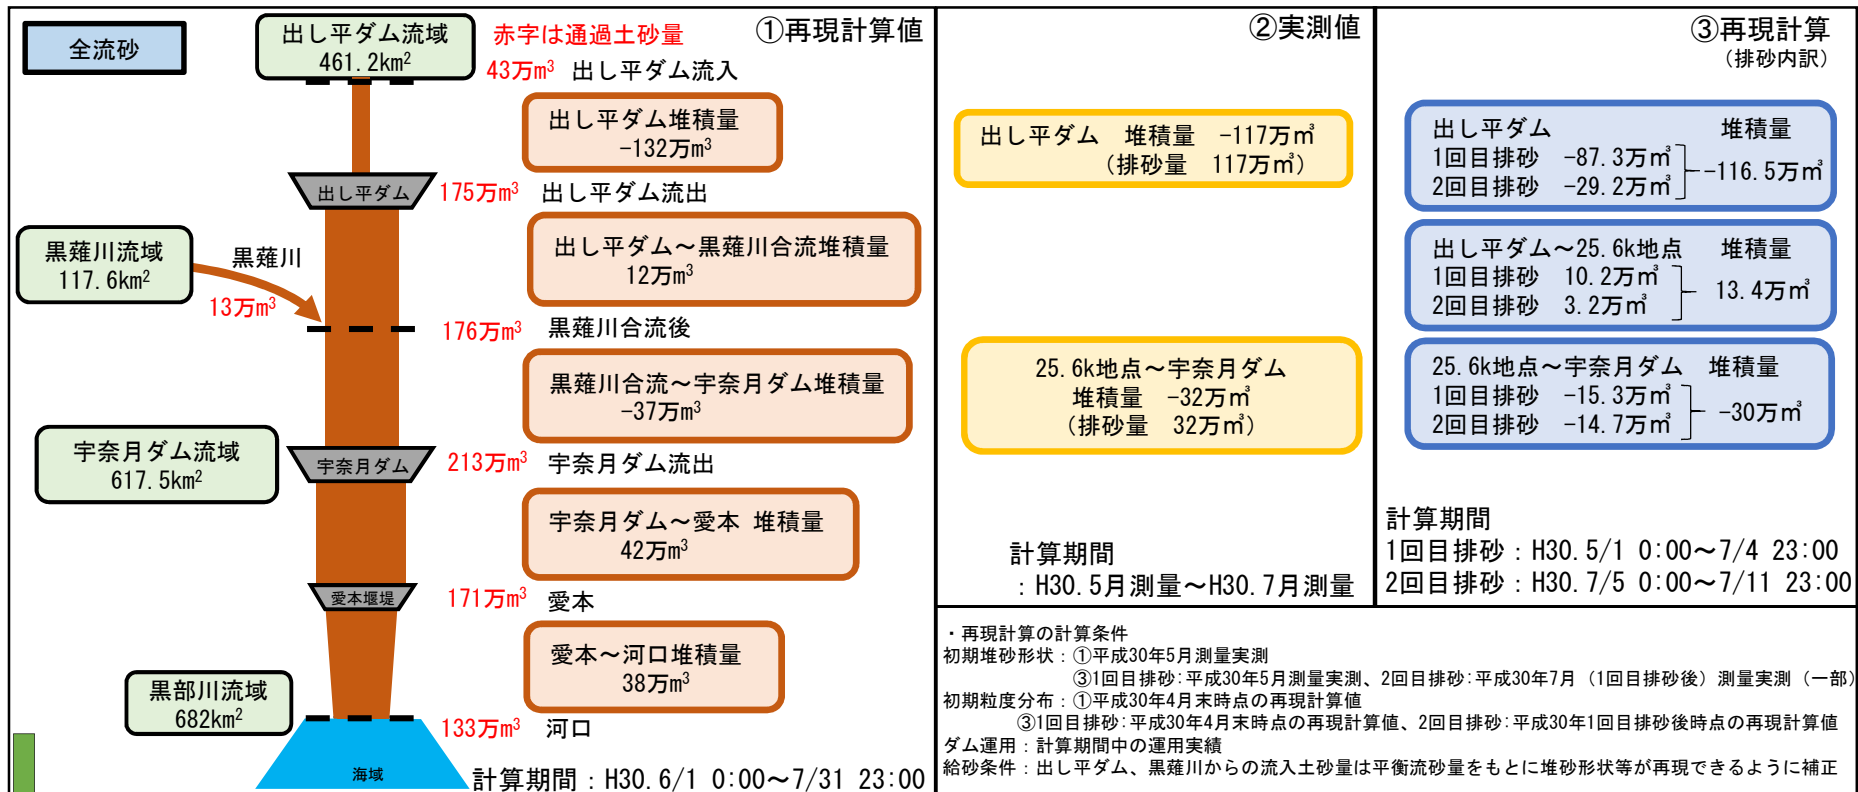 全流砂
出し平ダム流域
461.2km²
赤字は通過土砂量
①再現計算値
43万m³ 出し平ダム流入
出し平ダム堆積量
-132万m³
出し平ダム
175万m³ 出し平ダム流出
黒薙川流域
117.6km²
黒薙川
13万m³
出し平ダム～黒薙川合流堆積量
12万m³
176万m³ 黒薙川合流後
黒薙川合流～宇奈月ダム堆積量
-37万m³
宇奈月ダム流域
617.5km²
宇奈月ダム
213万m³ 宇奈月ダム流出
宇奈月ダム～愛本 堆積量
42万m³
愛本堰堤
171万m³ 愛本
愛本～河口堆積量
38万m³
黒部川流域
682km²
133万m³ 河口
海域
計算期間：H30.6/1 0:00～7/31 23:00
②実測値
出し平ダム 堆積量 -117万㎥
（排砂量 117万㎥）
25.6k地点～宇奈月ダム
堆積量 -32万㎥
（排砂量 32万㎥）
計算期間
：H30.5月測量～H30.7月測量
③再現計算
（排砂内訳）
出し平ダム 堆積量
1回目排砂 -87.3万㎥
2回目排砂 -29.2万㎥
-116.5万㎥
出し平ダム～25.6k地点 堆積量
1回目排砂 10.2万㎥
2回目排砂 3.2万㎥
13.4万㎥
25.6k地点～宇奈月ダム 堆積量
1回目排砂 -15.3万㎥
2回目排砂 -14.7万㎥
-30万㎥
計算期間
1回目排砂：H30.5/1 0:00～7/4 23:00
2回目排砂：H30.7/5 0:00～7/11 23:00
・再現計算の計算条件
初期堆砂形状：①平成30年5月測量実測
③1回目排砂：平成30年5月測量実測、2回目排砂：平成30年7月（1回目排砂後）測量実測（一部）
初期粒度分布：①平成30年4月末時点の再現計算値
③1回目排砂：平成30年4月末時点の再現計算値、2回目排砂：平成30年1回目排砂後時点の再現計算値
ダム運用：計算期間中の運用実績
給砂条件：出し平ダム、黒薙川からの流入土砂量は平衡流砂量をもとに堆砂形状等が再現できるように補正